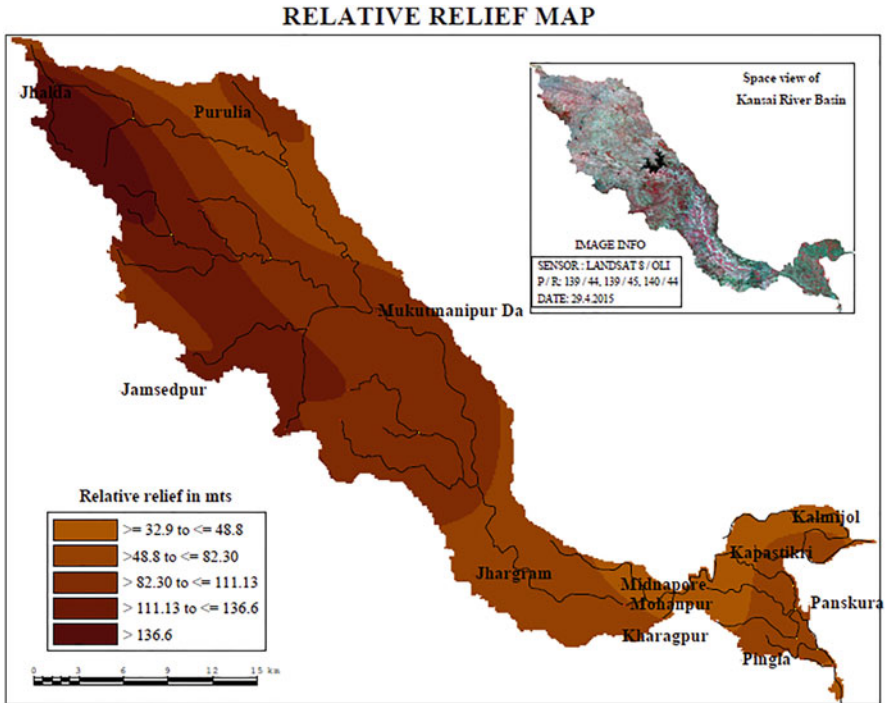 RELATIVE RELIEF MAP
Jhalda
Purulia
Space view of
Kansai River Basin
IMAGE INFO
SENSOR : LANDSAT 8 / OLI
P / R: 139 / 44, 139 / 45, 140 / 44
DATE: 29.4.2015
Mukutmanipur Da
Jamsedpur
Relative relief in mts
>= 32.9 to <= 48.8
>48.8 to <= 82.30
> 82.30 to <= 111.13
> 111.13 to <= 136.6
> 136.6
Kalmijol
Kapastikri
Jhargram
Midnapore
Mohanpur
Panskura
Kharagpur
Pingla
0 3 6 9 12 15 km